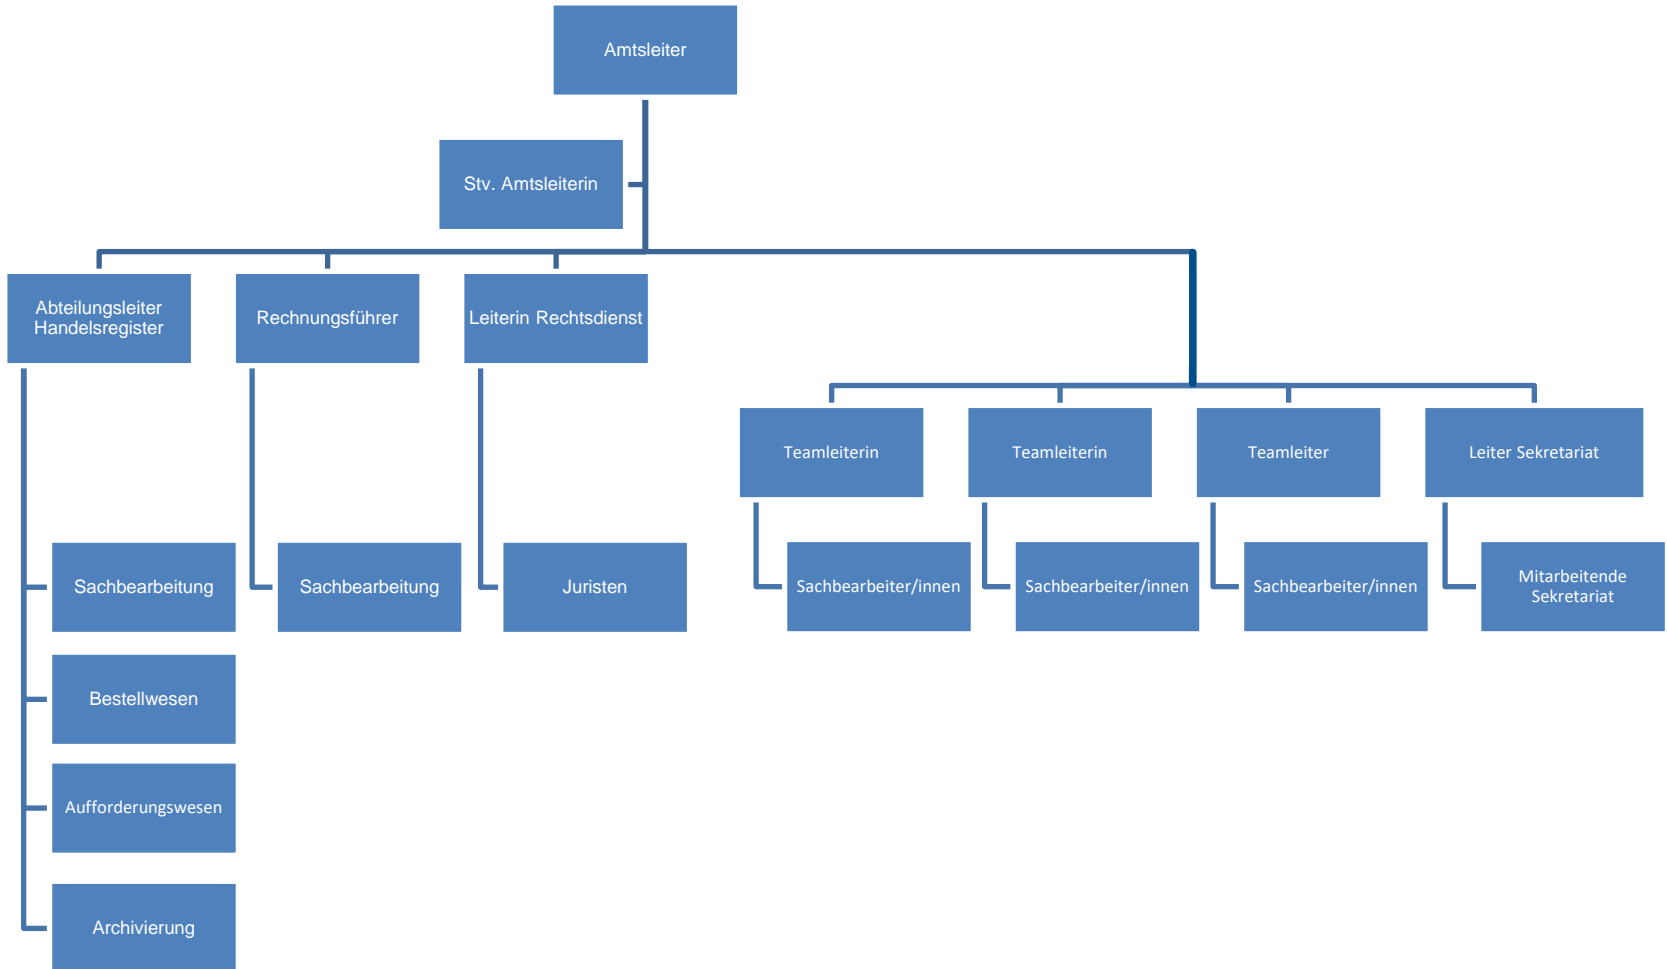 Amtsleiter
Stv. Amtsleiterin
Abteilungsleiter
Handelsregister
Rechnungsführer
Leiterin Rechtsdienst
Teamleiterin
Teamleiterin
Teamleiter
Leiter Sekretariat
Sachbearbeitung
Sachbearbeitung
Juristen
Sachbearbeiter/innen
Sachbearbeiter/innen
Sachbearbeiter/innen
Mitarbeitende
Sekretariat
Bestellwesen
Aufforderungswesen
Archivierung